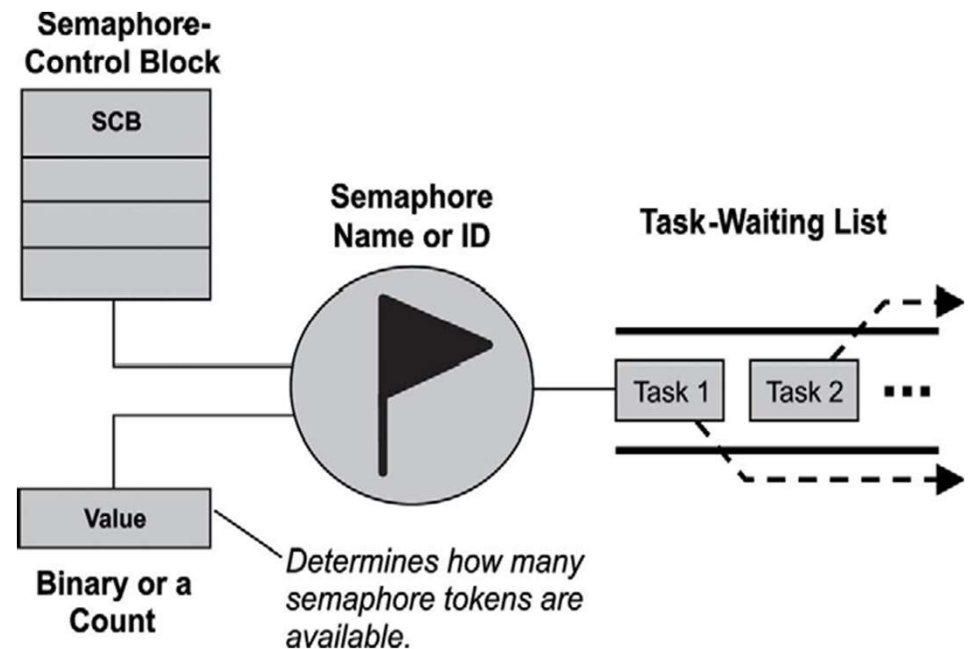 Semaphore-
Control Block
SCB
Semaphore
Name or ID
Task-Waiting List
Task 1
Task 2
...
Value
Binary or a
Count
Determines how many
semaphore tokens are
available.